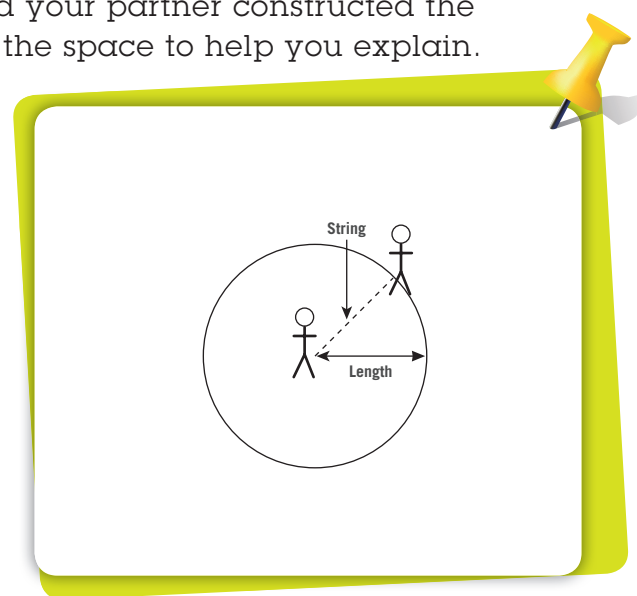 d your partner constructed the
the space to help you explain.
String
Length